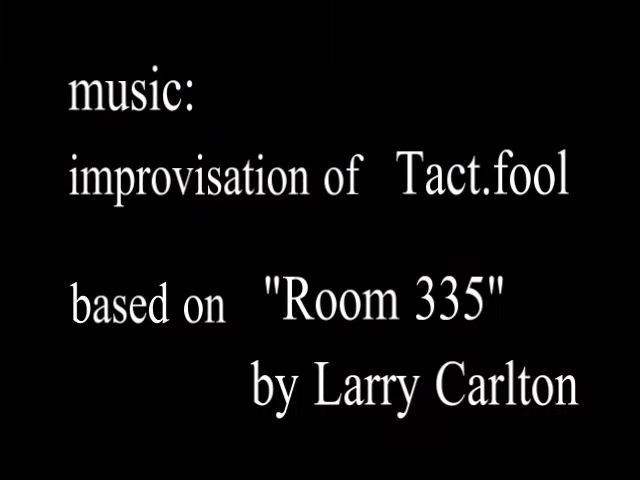 music:
improvisation of Tact.fool
based on "Room 335"
by Larry Carlton